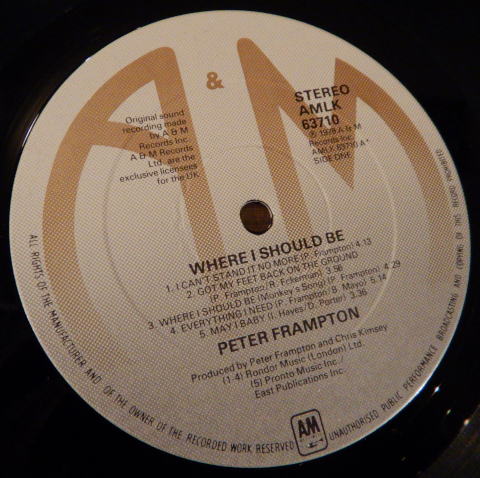 A & M
Original sound
recording made
by A & M
Records Inc.
A & M Records
Ltd. are the
exclusive licensees
for the UK
STEREO
AMLK
63710
℗ 1979 A & M
Records Inc.
AMLK 63710 A*
SIDE ONE
WHERE I SHOULD BE
1. I CAN'T STAND IT NO MORE (P. Frampton) 4.13
2. GOT MY FEET BACK ON THE GROUND
(P. Frampton/R. Eckerman) 3.56
3. WHERE I SHOULD BE (Monkey's Song) (P. Frampton) 4.29
4. EVERYTHING I NEED (P. Frampton/B. Mayo) 5.14
5. MAY I BABY (I. Hayes/D. Porter) 3.36
PETER FRAMPTON
Produced by Peter Frampton and Chris Kimsey
(1-4) Rondor Music (London) Ltd.
(5) Pronto Music Inc./
East Publications Inc.
ALL RIGHTS OF THE MANUFACTURER AND OF THE OWNER OF THE RECORDED WORK RESERVED
AM
UNAUTHORISED PUBLIC PERFORMANCE BROADCASTING AND COPYING OF THIS RECORD PROHIBITED